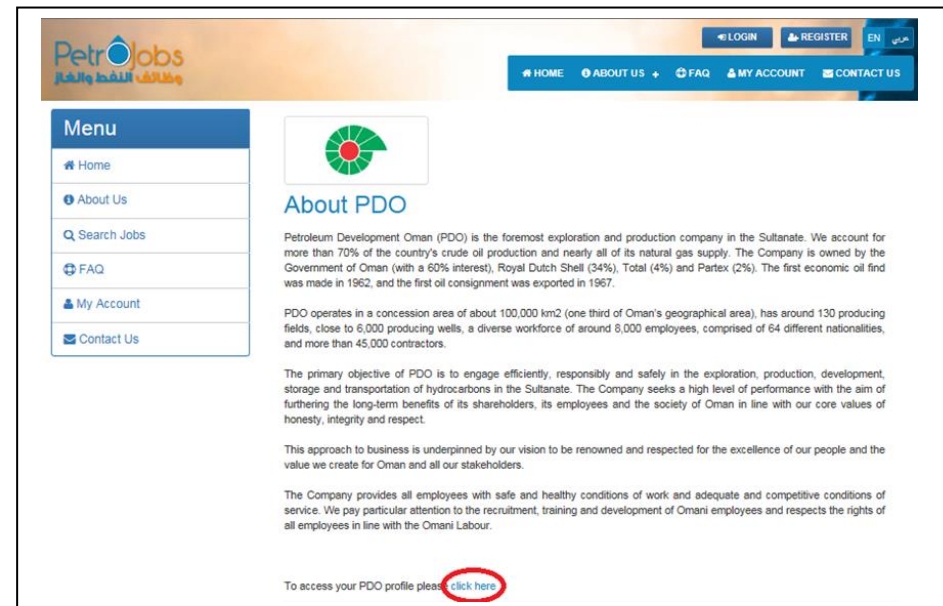 PetroJobs
وظائف النفط والغاز
LOGIN
REGISTER
EN
عربي
HOME
ABOUT US +
FAQ
MY ACCOUNT
CONTACT US
Menu
Home
About Us
Search Jobs
FAQ
My Account
Contact Us
About PDO
Petroleum Development Oman (PDO) is the foremost exploration and production company in the Sultanate. We account for
more than 70% of the country's crude oil production and nearly all of its natural gas supply. The Company is owned by the
Government of Oman (with a 60% interest), Royal Dutch Shell (34%), Total (4%) and Partex (2%). The first economic oil find
was made in 1962, and the first oil consignment was exported in 1967.
PDO operates in a concession area of about 100,000 km2 (one third of Oman's geographical area), has around 130 producing
fields, close to 6,000 producing wells, a diverse workforce of around 8,000 employees, comprised of 64 different nationalities,
and more than 45,000 contractors.
The primary objective of PDO is to engage efficiently, responsibly and safely in the exploration, production, development,
storage and transportation of hydrocarbons in the Sultanate. The Company seeks a high level of performance with the aim of
furthering the long-term benefits of its shareholders, its employees and the society of Oman in line with our core values of
honesty, integrity and respect.
This approach to business is underpinned by our vision to be renowned and respected for the excellence of our people and the
value we create for Oman and all our stakeholders.
The Company provides all employees with safe and healthy conditions of work and adequate and competitive conditions of
service. We pay particular attention to the recruitment, training and development of Omani employees and respects the rights of
all employees in line with the Omani Labour.
To access your PDO profile please click here